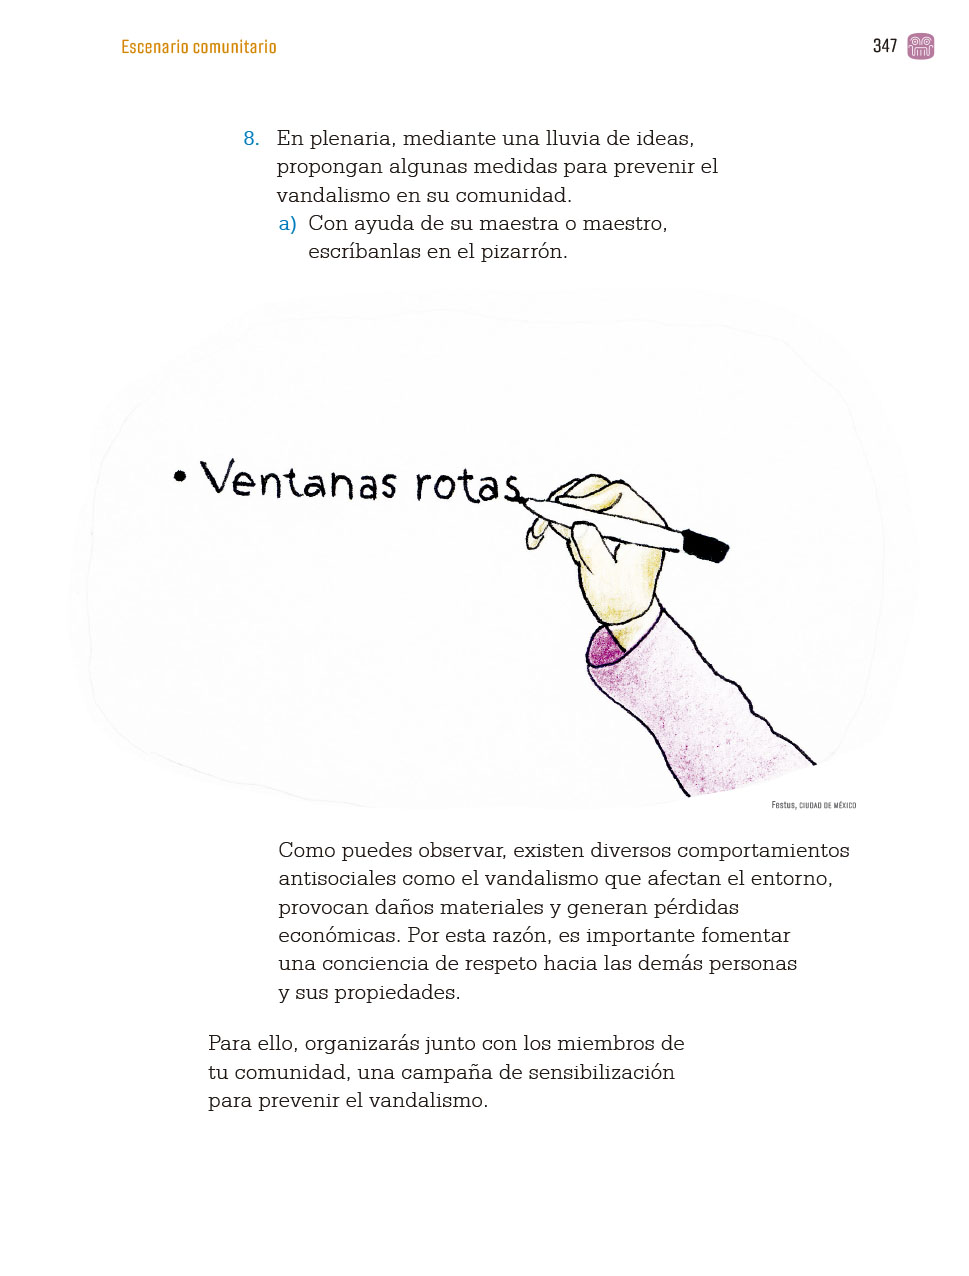 Escenario comunitario
347
8. En plenaria, mediante una lluvia de ideas,
propongan algunas medidas para prevenir el
vandalismo en su comunidad.
a) Con ayuda de su maestra o maestro,
escríbanlas en el pizarrón.
• Ventanas rotas
Festus, CIUDAD DE MÉXICO
Como puedes observar, existen diversos comportamientos
antisociales como el vandalismo que afectan el entorno,
provocan daños materiales y generan pérdidas
económicas. Por esta razón, es importante fomentar
una conciencia de respeto hacia las demás personas
y sus propiedades.
Para ello, organizarás junto con los miembros de
tu comunidad, una campaña de sensibilización
para prevenir el vandalismo.